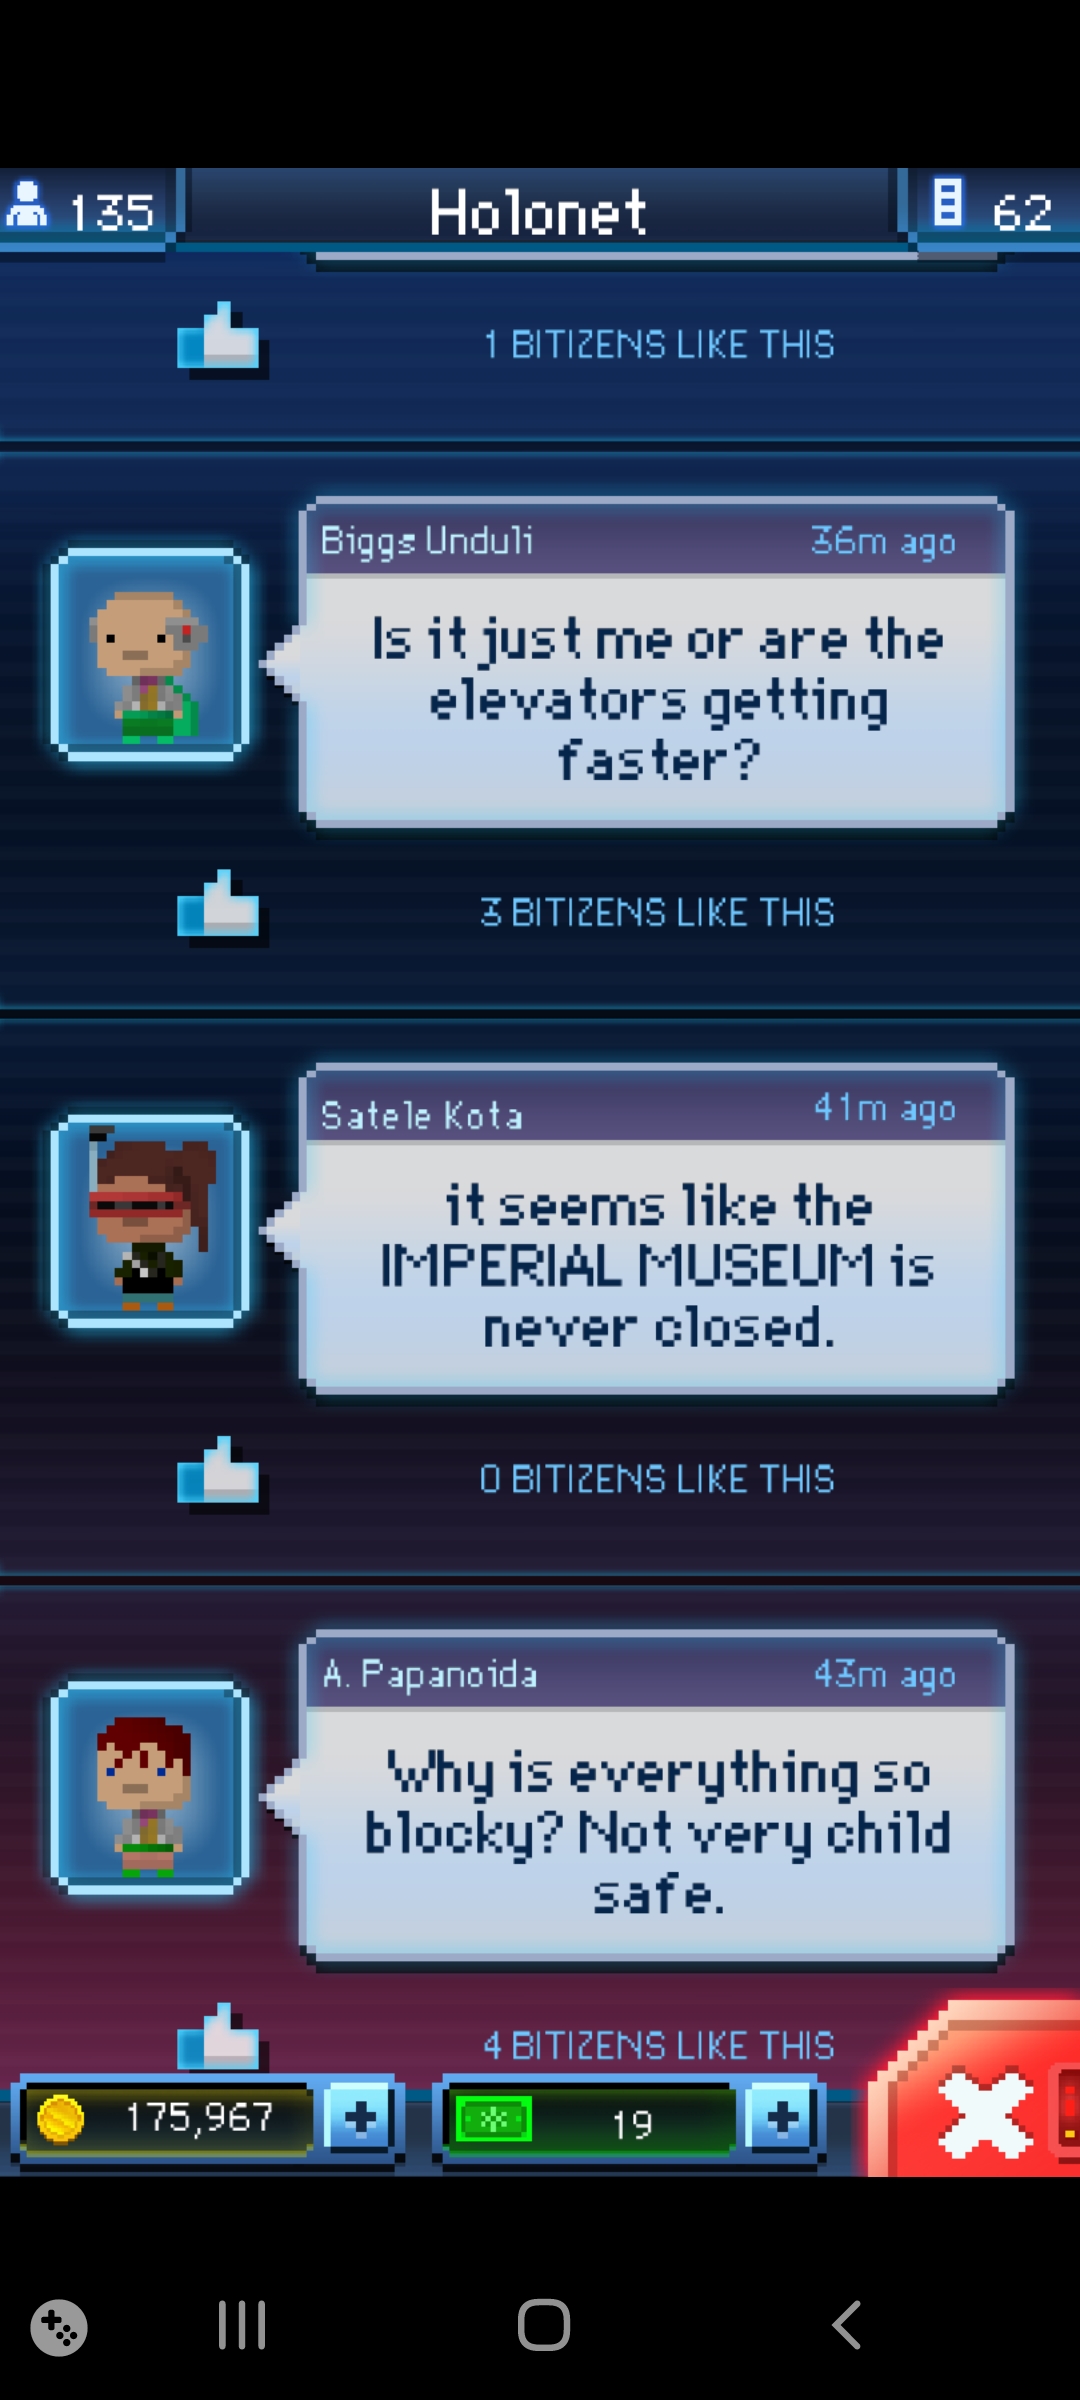 135
Holonet
62
1 BITIZENS LIKE THIS
Biggs Unduli
36m ago
Is it just me or are the
elevators getting
faster?
3 BITIZENS LIKE THIS
Satele Kota
41m ago
it seems like the
IMPERIAL MUSEUM is
never closed.
0 BITIZENS LIKE THIS
A. Papanoida
43m ago
Why is everything so
blocky? Not very child
safe.
4 BITIZENS LIKE THIS
175,967
19